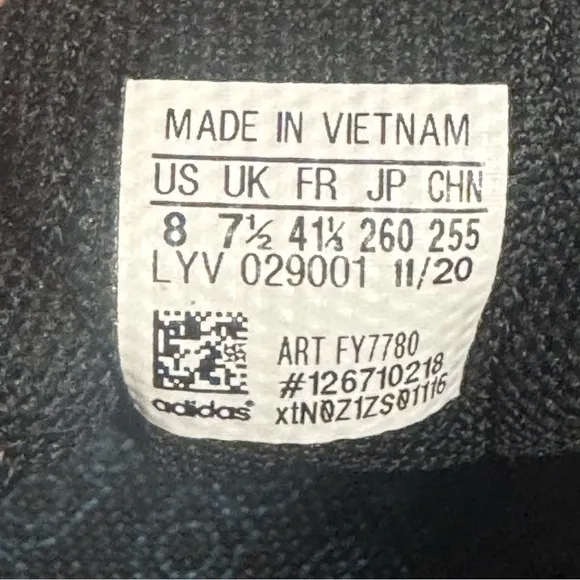 MADE IN VIETNAM
US UK FR JP CHN
8 7½ 41⅓ 260 255
LYV 029001 11/20
ART FY7780
#126710218
adidas® xtN0Z1ZS01116